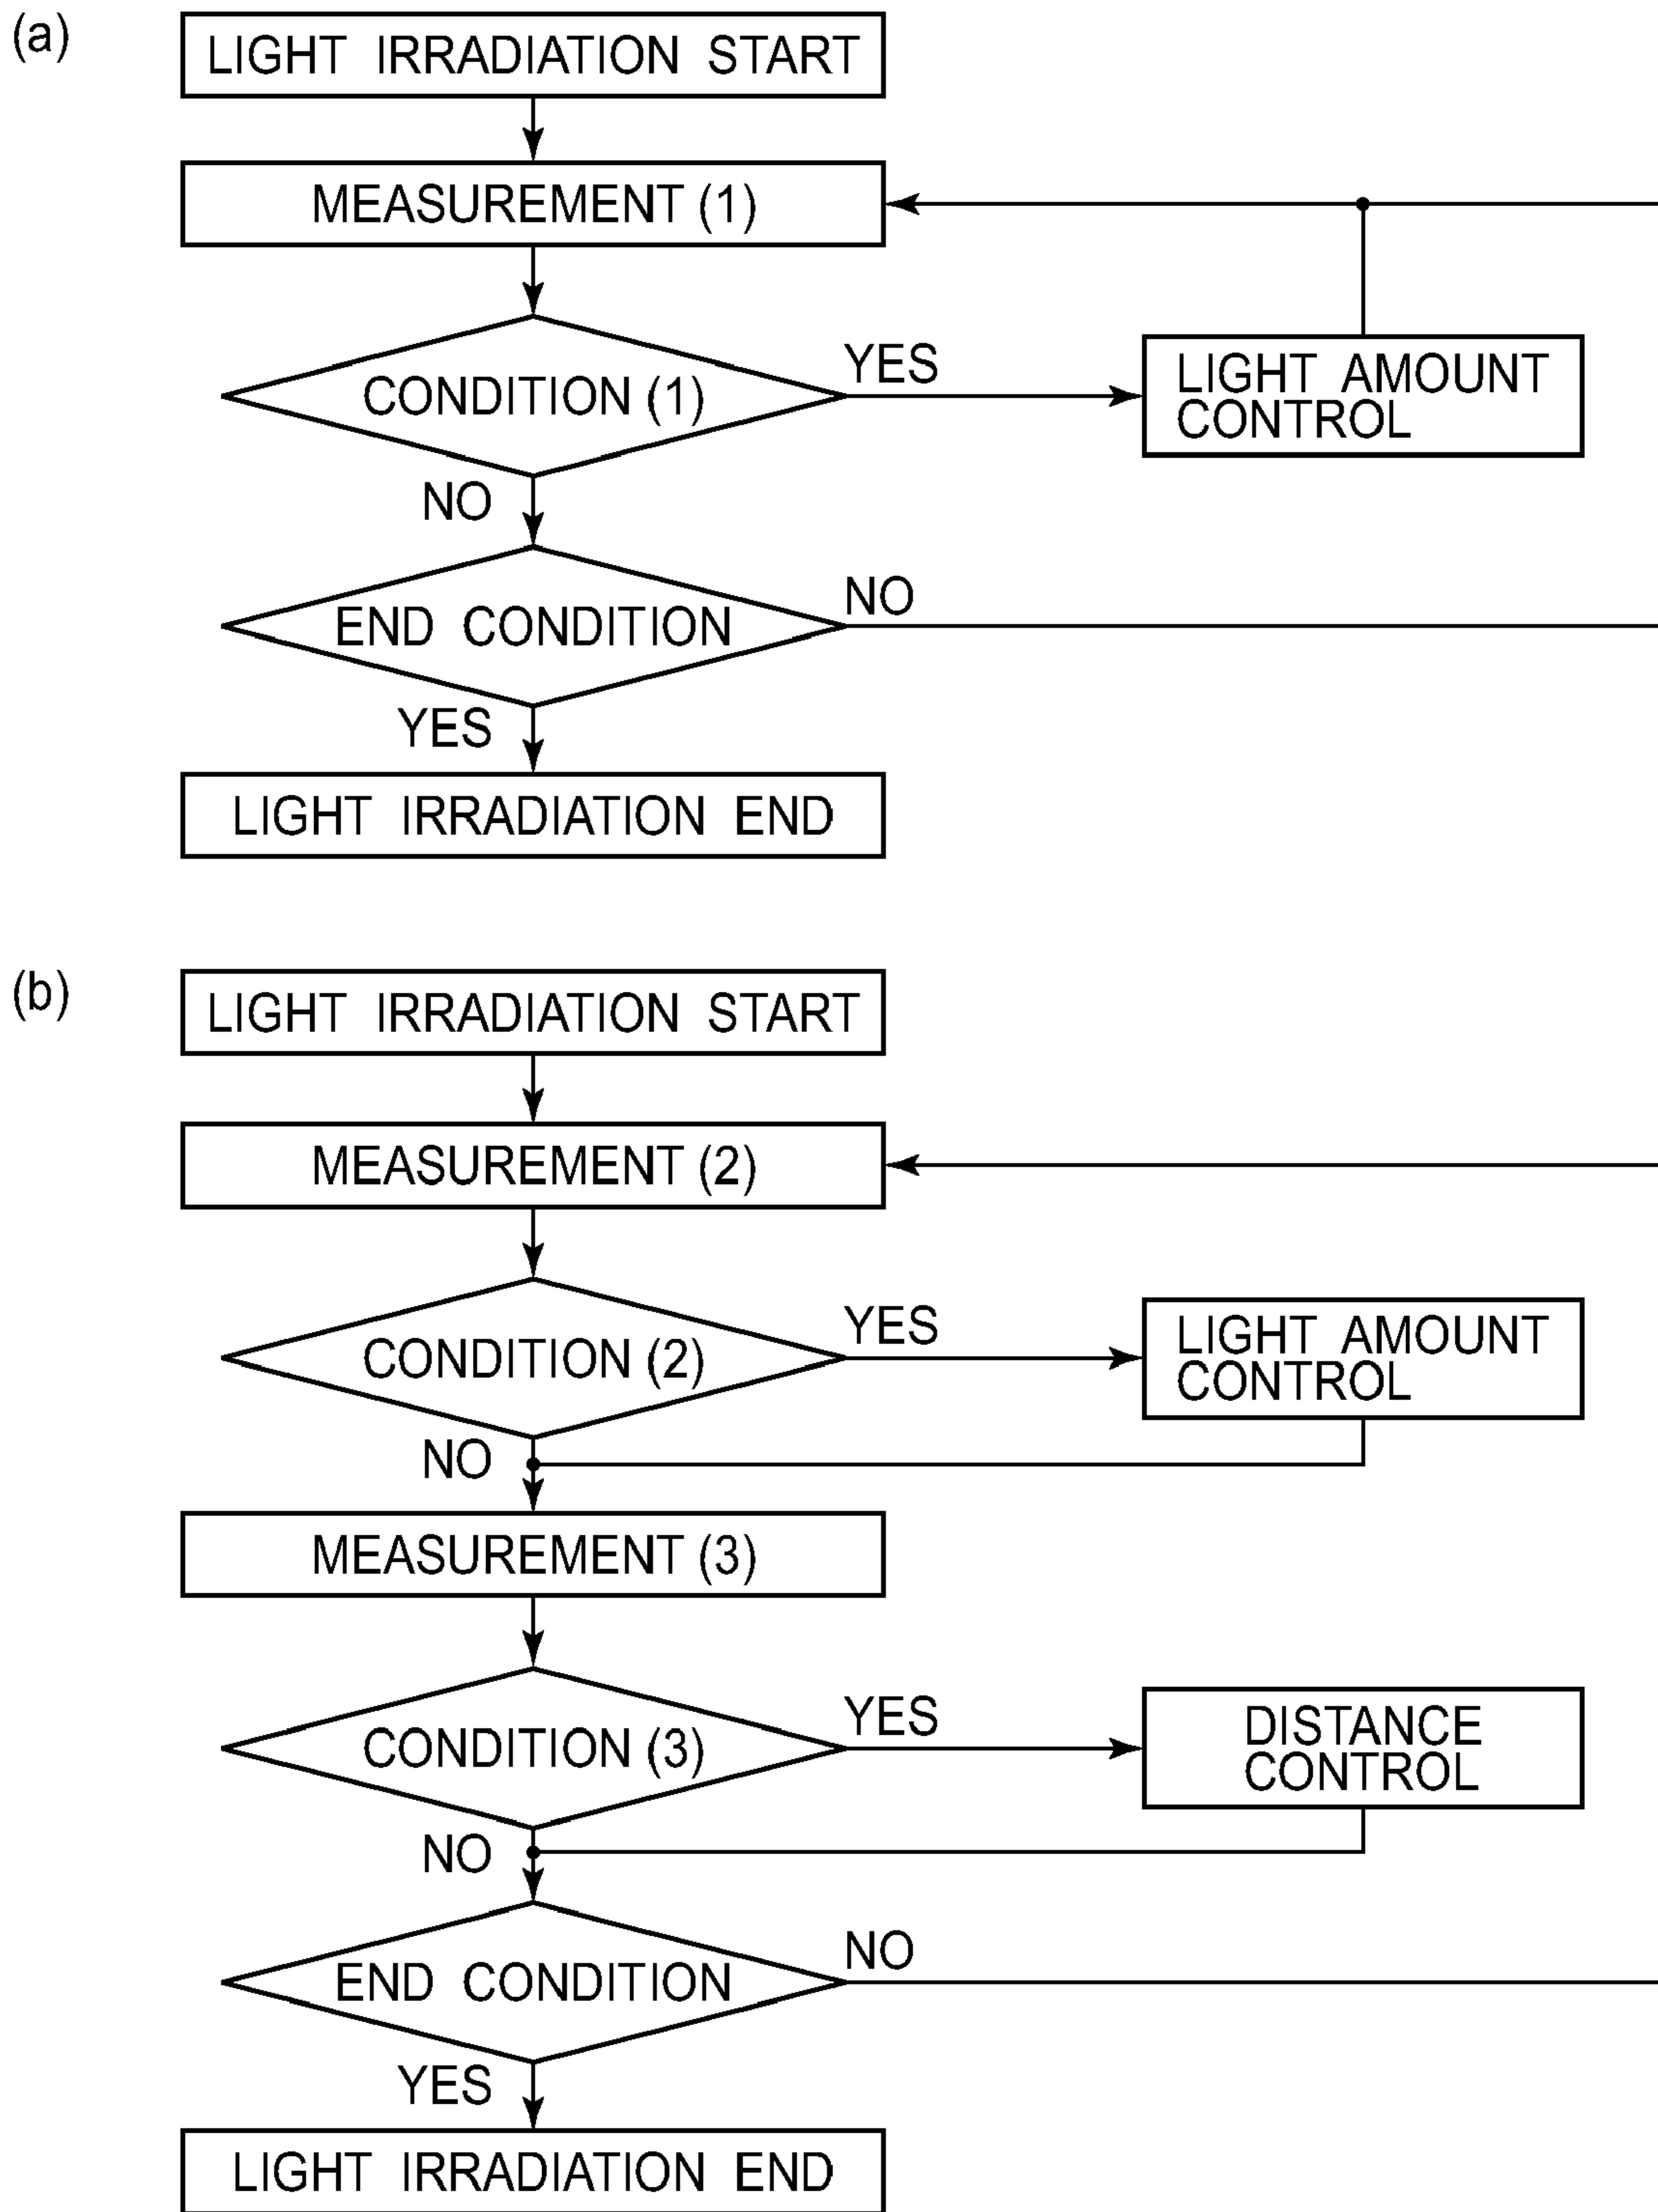 (a)
LIGHT IRRADIATION START
MEASUREMENT (1)
CONDITION (1)
YES
LIGHT AMOUNT
CONTROL
NO
END CONDITION
NO
YES
LIGHT IRRADIATION END
(b)
LIGHT IRRADIATION START
MEASUREMENT (2)
CONDITION (2)
YES
LIGHT AMOUNT
CONTROL
NO
MEASUREMENT (3)
CONDITION (3)
YES
DISTANCE
CONTROL
NO
END CONDITION
NO
YES
LIGHT IRRADIATION END